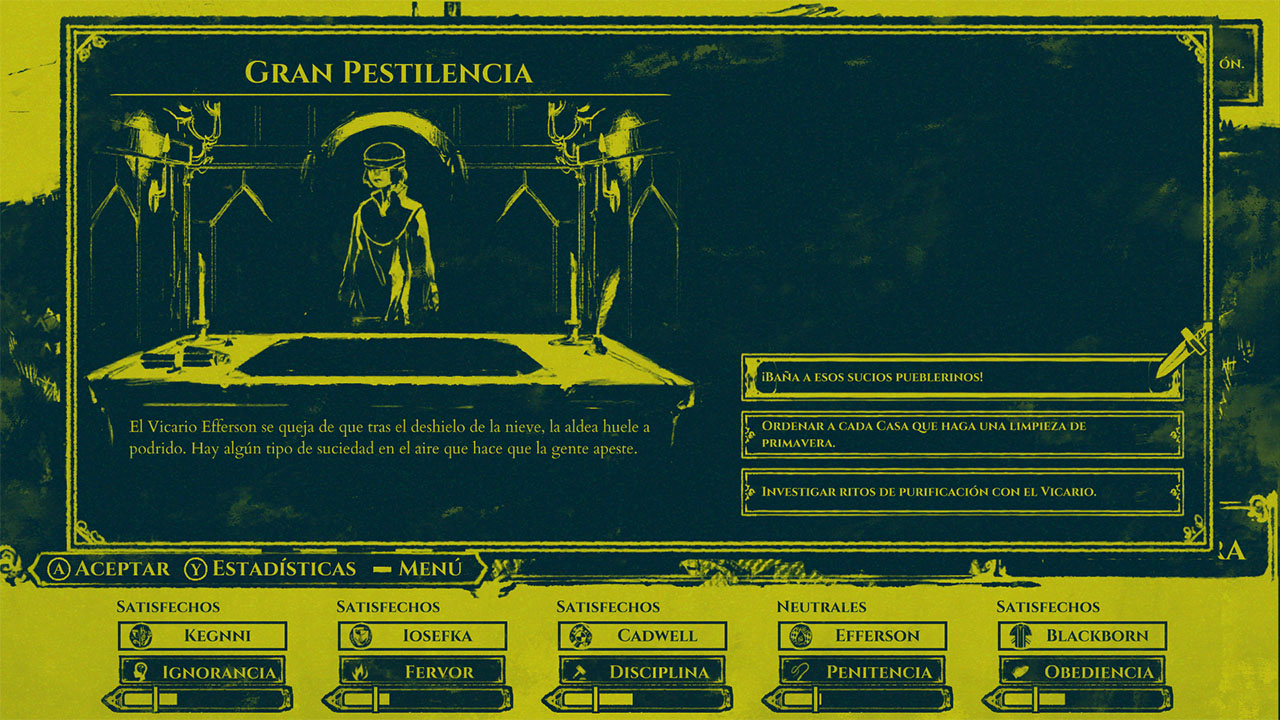 Gran Pestilencia
ón.
El Vicario Efferson se queja de que tras el deshielo de la nieve, la aldea huele a
podrido. Hay algún tipo de suciedad en el aire que hace que la gente apeste.
¡Baña a esos sucios pueblerinos!
Ordenar a cada Casa que haga una limpieza de
primavera.
Investigar ritos de purificación con el Vicario.
RA
A Aceptar Y Estadísticas Menú
Satisfechos Satisfechos Satisfechos Neutrales Satisfechos
Kegnni Iosefka Cadwell Efferson Blackborn
Ignorancia Fervor Disciplina Penitencia Obediencia